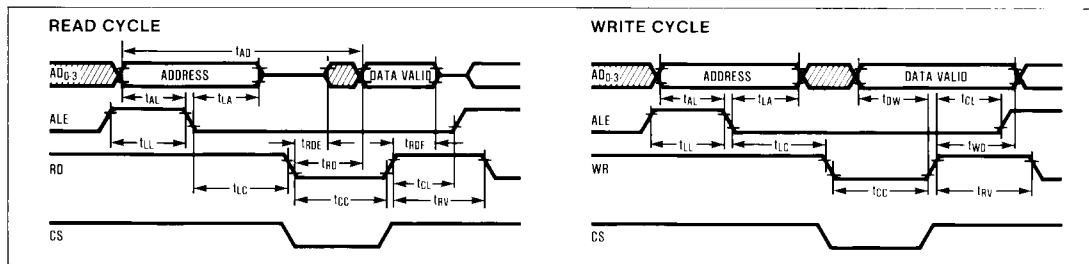 READ CYCLE
tAD
AD0-3
ADDRESS
DATA VALID
tAL
tLA
ALE
tLL
tRDE
tRDF
tRD
RD
tLC
tCL
tCC
tRV
CS
WRITE CYCLE
AD0-3
ADDRESS
DATA VALID
tAL
tLA
tDW
tCL
ALE
tLL
tLC
tWD
WR
tCC
tRV
CS